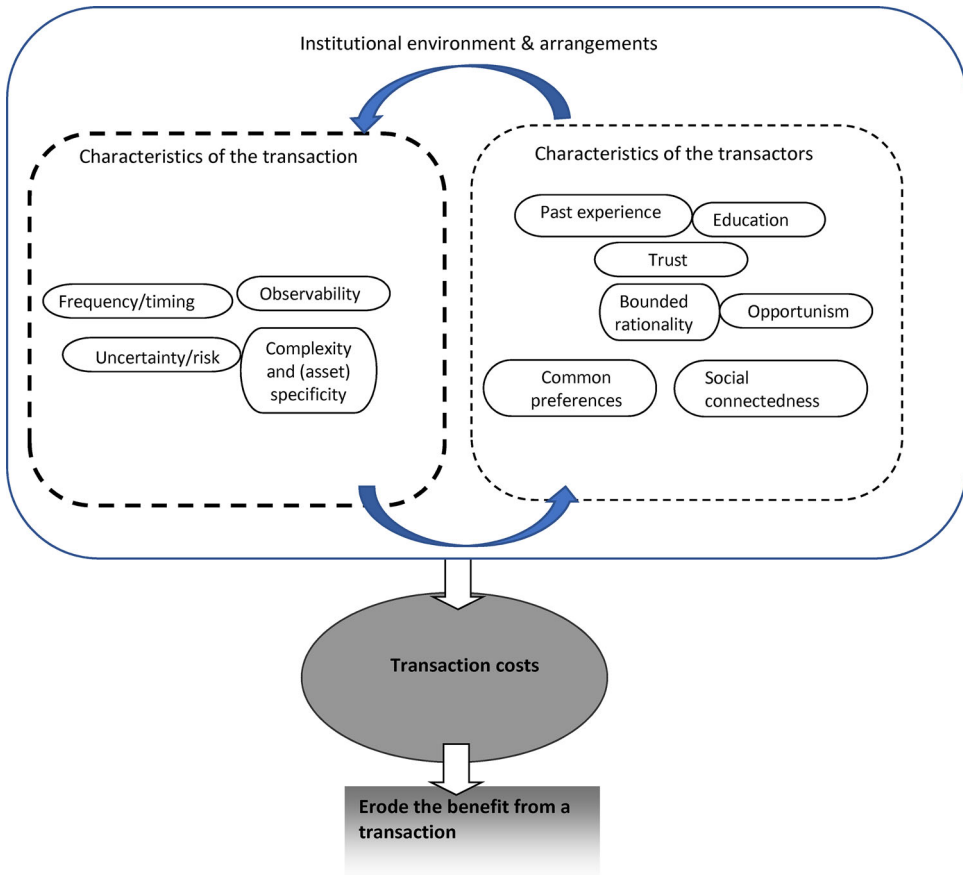 Institutional environment & arrangements
Characteristics of the transaction
Frequency/timing
Observability
Uncertainty/risk
Complexity
and (asset)
specificity
Characteristics of the transactors
Past experience
Education
Trust
Bounded
rationality
Opportunism
Common
preferences
Social
connectedness
Transaction costs
Erode the benefit from a
transaction